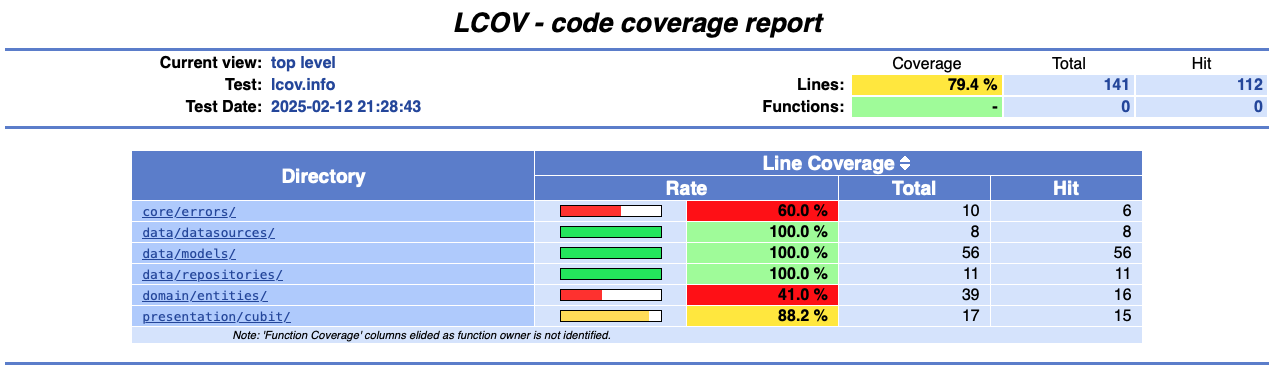 LCOV - code coverage report
Current view: top level
Coverage Total Hit
Test: lcov.info
Lines: 79.4 % 141 112
Test Date: 2025-02-12 21:28:43
Functions: - 0 0
Directory Line Coverage
Rate Total Hit
core/errors/ 60.0 % 10 6
data/datasources/ 100.0 % 8 8
data/models/ 100.0 % 56 56
data/repositories/ 100.0 % 11 11
domain/entities/ 41.0 % 39 16
presentation/cubit/ 88.2 % 17 15
Note: 'Function Coverage' columns elided as function owner is not identified.